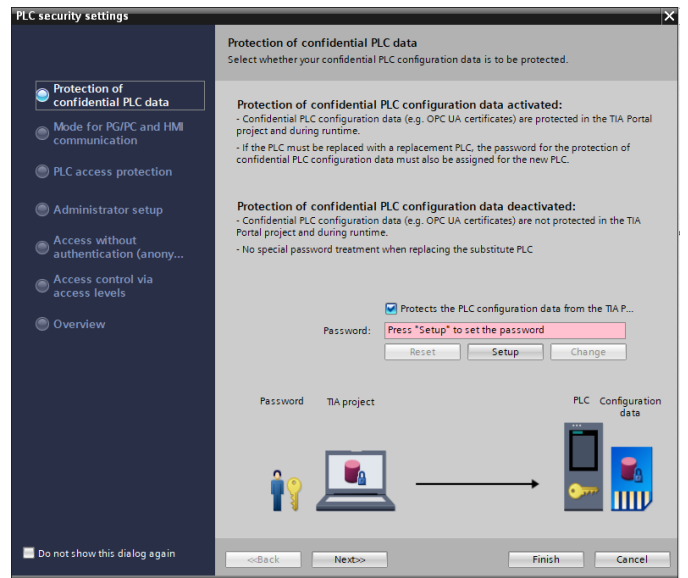 PLC security settings
Protection of confidential PLC data
Select whether your confidential PLC configuration data is to be protected.
Protection of
confidential PLC data
Mode for PG/PC and HMI
communication
PLC access protection
Administrator setup
Access without
authentication (anony...
Access control via
access levels
Overview
Protection of confidential PLC configuration data activated:
- Confidential PLC configuration data (e.g. OPC UA certificates) are protected in the TIA Portal
project and during runtime.
- If the PLC must be replaced with a replacement PLC, the password for the protection of
confidential PLC configuration data must also be assigned for the new PLC.
Protection of confidential PLC configuration data deactivated:
- Confidential PLC configuration data (e.g. OPC UA certificates) are not protected in the TIA
Portal project and during runtime.
- No special password treatment when replacing the substitute PLC
Protects the PLC configuration data from the TIA P...
Password: Press "Setup" to set the password
Reset Setup Change
Password TIA project PLC Configuration
data
Do not show this dialog again
<<Back Next>> Finish Cancel